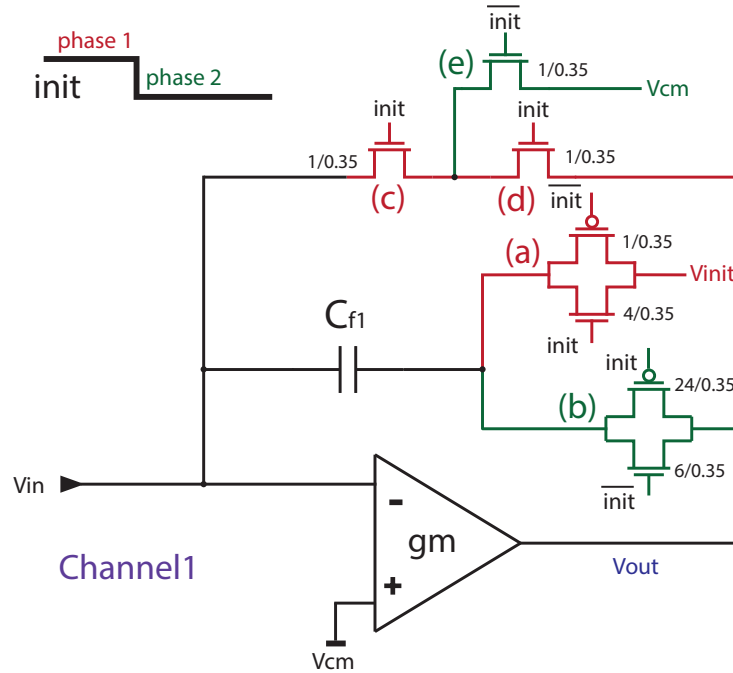 phase 1
init
phase 2
init
(e)
1/0.35
Vcm
init
1/0.35
(c)
init
1/0.35
(d)
init
(a)
1/0.35
Vinit
4/0.35
init
Cf1
init
24/0.35
(b)
6/0.35
init
Vin
-
gm
+
Vcm
Vout
Channel1